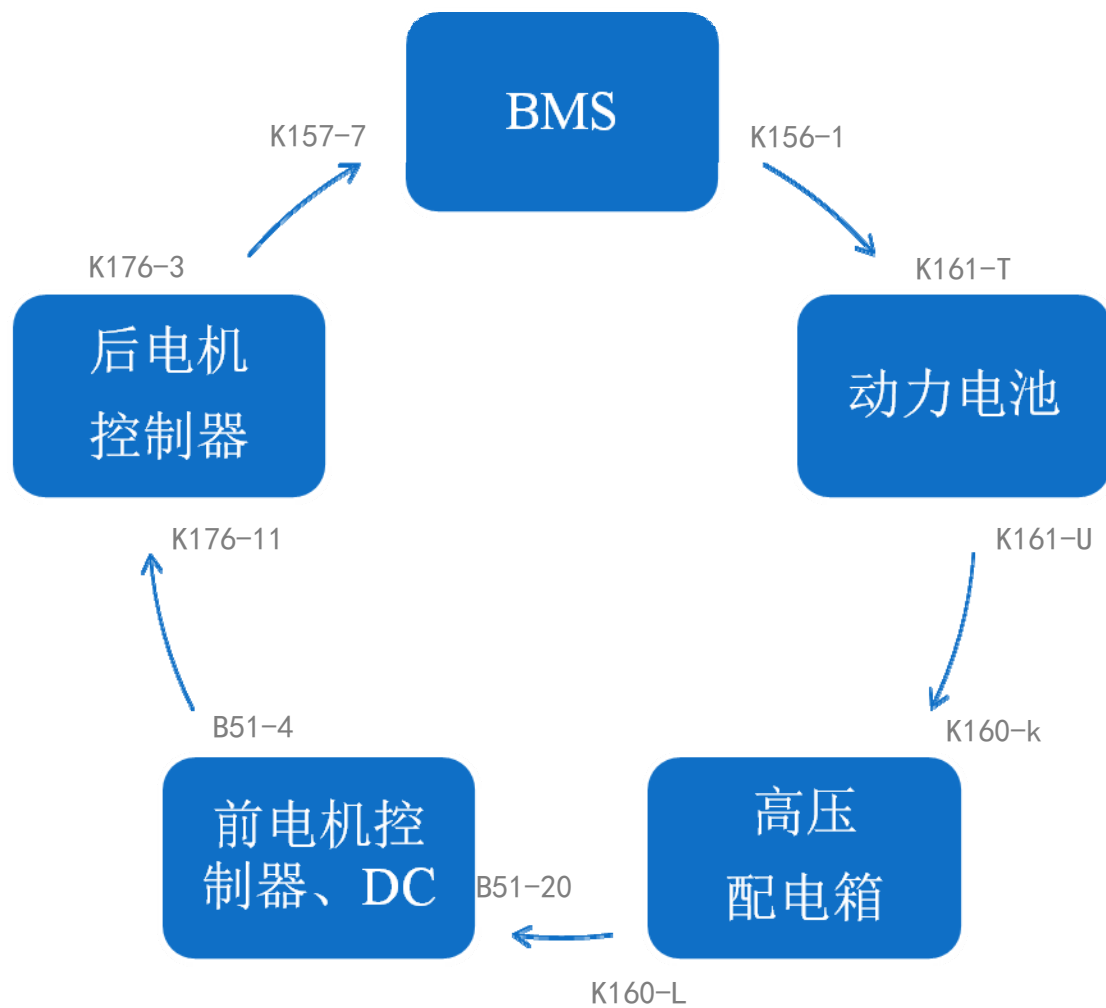 BMS
K157-7
K156-1
K176-3
K161-T
后电机
控制器
动力电池
K176-11
K161-U
B51-4
K160-k
前电机控
制器、DC
高压
配电箱
B51-20
K160-L